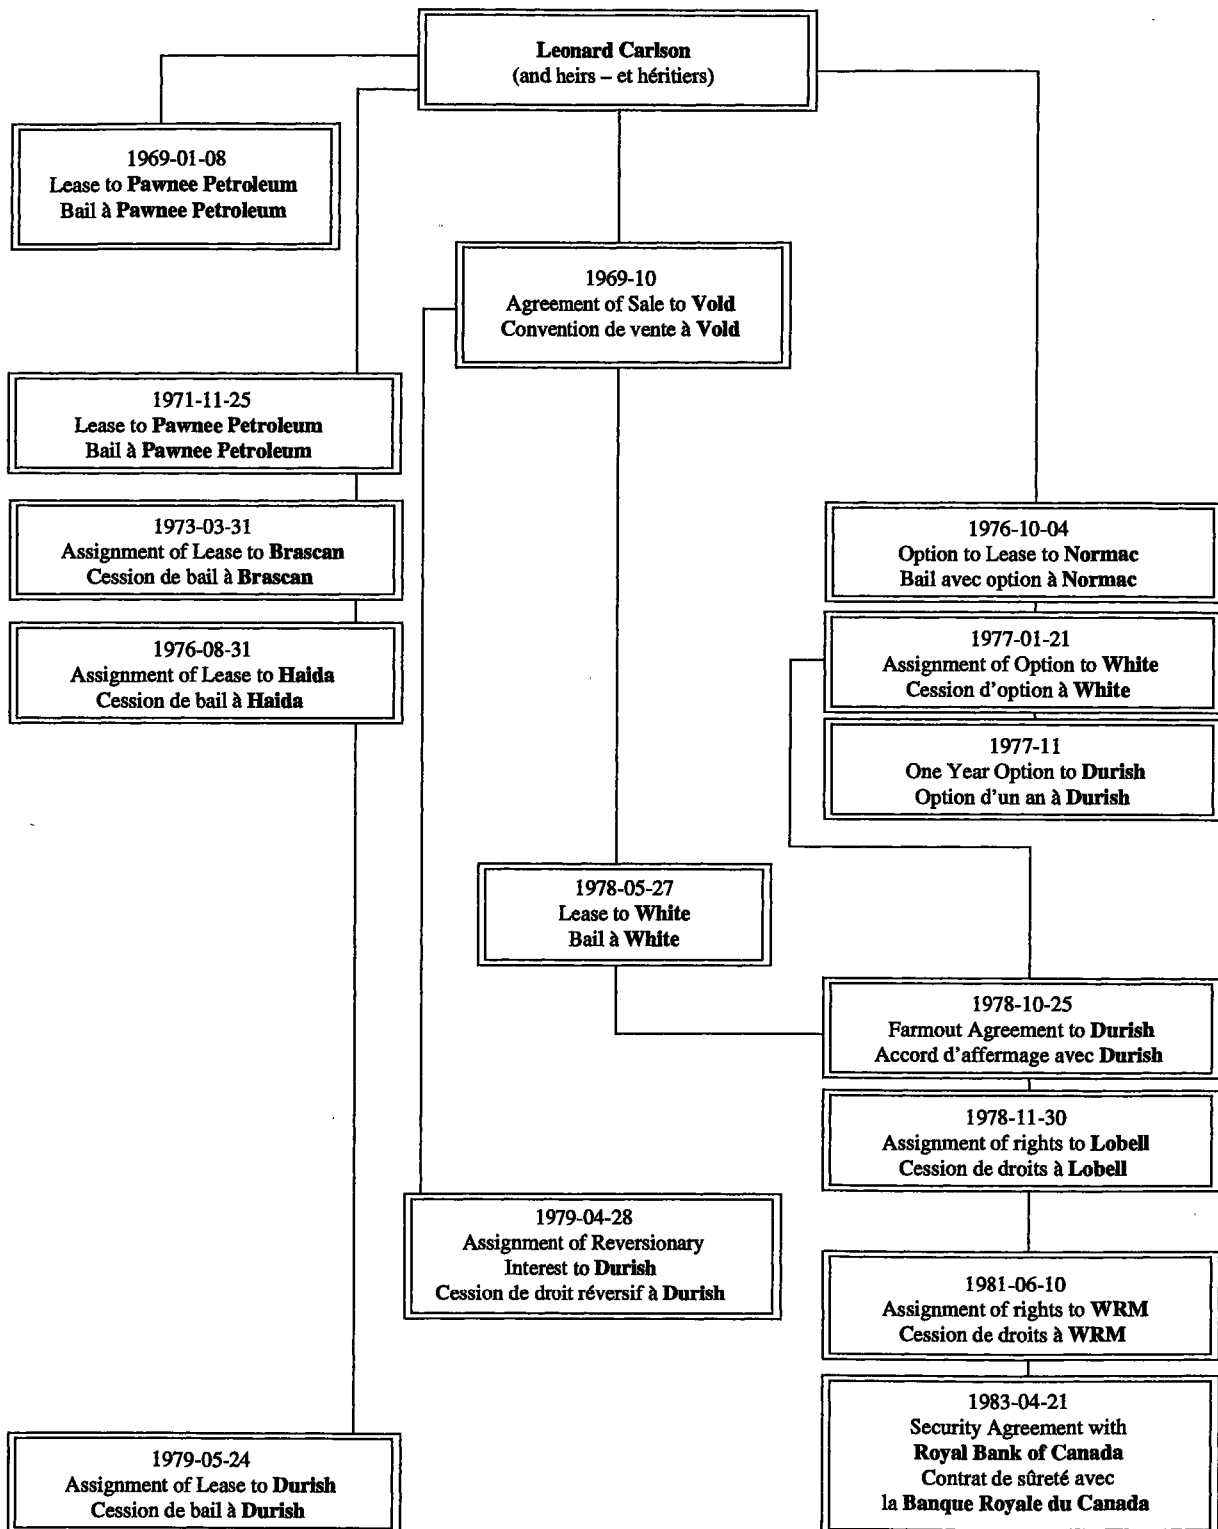 Leonard Carlson
(and heirs – et héritiers)
1969-01-08
Lease to Pawnee Petroleum
Bail à Pawnee Petroleum
1969-10
Agreement of Sale to Vold
Convention de vente à Vold
1971-11-25
Lease to Pawnee Petroleum
Bail à Pawnee Petroleum
1973-03-31
Assignment of Lease to Brascan
Cession de bail à Brascan
1976-08-31
Assignment of Lease to Haida
Cession de bail à Haida
1976-10-04
Option to Lease to Normac
Bail avec option à Normac
1977-01-21
Assignment of Option to White
Cession d'option à White
1977-11
One Year Option to Durish
Option d'un an à Durish
1978-05-27
Lease to White
Bail à White
1978-10-25
Farmout Agreement to Durish
Accord d'affermage avec Durish
1978-11-30
Assignment of rights to Lobell
Cession de droits à Lobell
1979-04-28
Assignment of Reversionary
Interest to Durish
Cession de droit réversif à Durish
1981-06-10
Assignment of rights to WRM
Cession de droits à WRM
1983-04-21
Security Agreement with
Royal Bank of Canada
Contrat de sûreté avec
la Banque Royale du Canada
1979-05-24
Assignment of Lease to Durish
Cession de bail à Durish